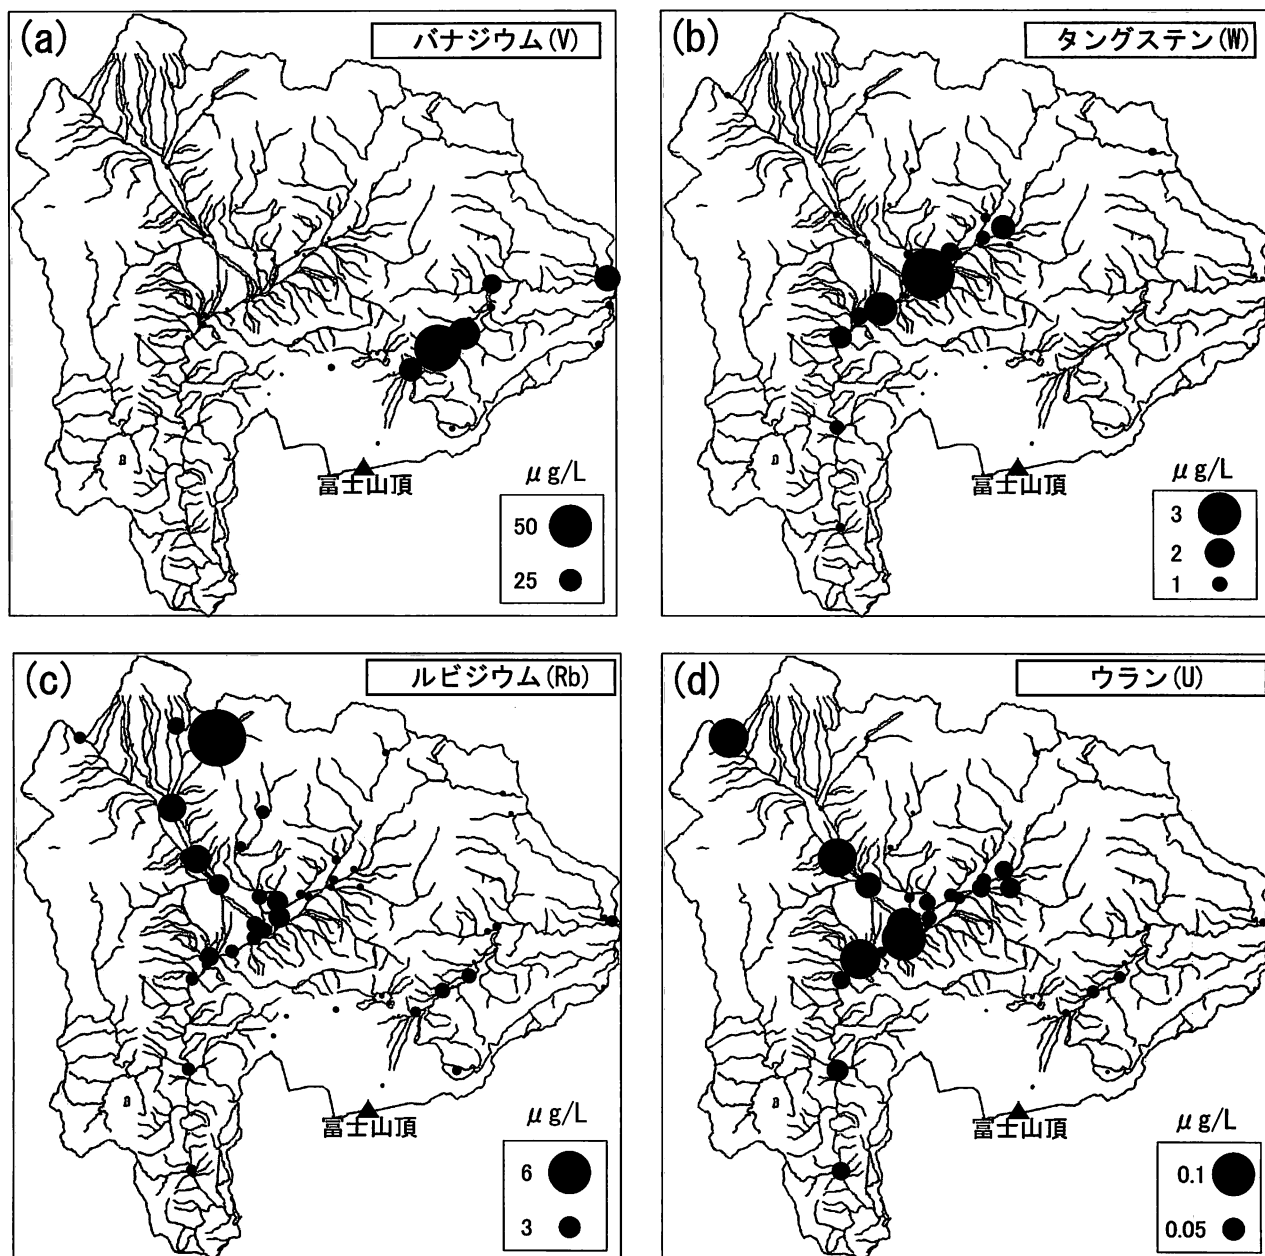 (a)
バナジウム(V)
富士山頂
μg/L
50
25
(b)
タングステン(W)
富士山頂
μg/L
3
2
1
(c)
ルビジウム(Rb)
富士山頂
μg/L
6
3
(d)
ウラン(U)
富士山頂
μg/L
0.1
0.05